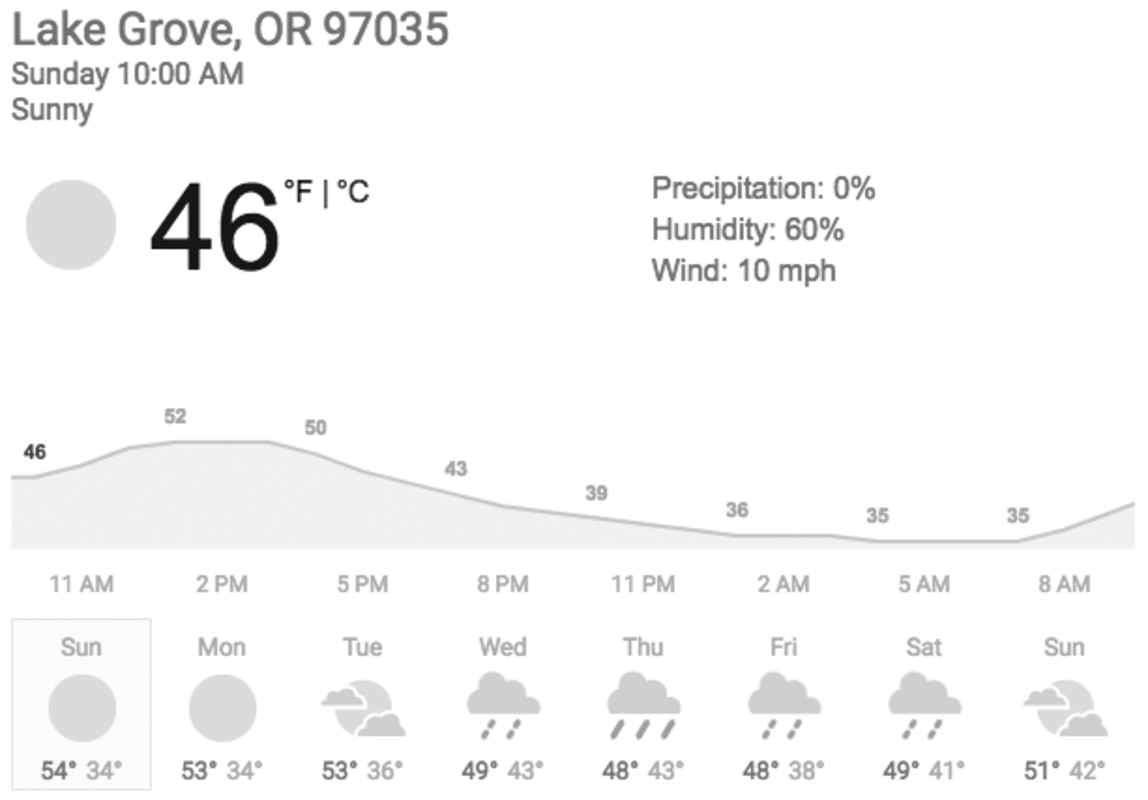 Lake Grove, OR 97035
Sunday 10:00 AM
Sunny
46 °F | °C
Precipitation: 0%
Humidity: 60%
Wind: 10 mph
46 52 50 43 39 36 35 35
11 AM 2 PM 5 PM 8 PM 11 PM 2 AM 5 AM 8 AM
Sun Mon Tue Wed Thu Fri Sat Sun
54° 34° 53° 34° 53° 36° 49° 43° 48° 43° 48° 38° 49° 41° 51° 42°